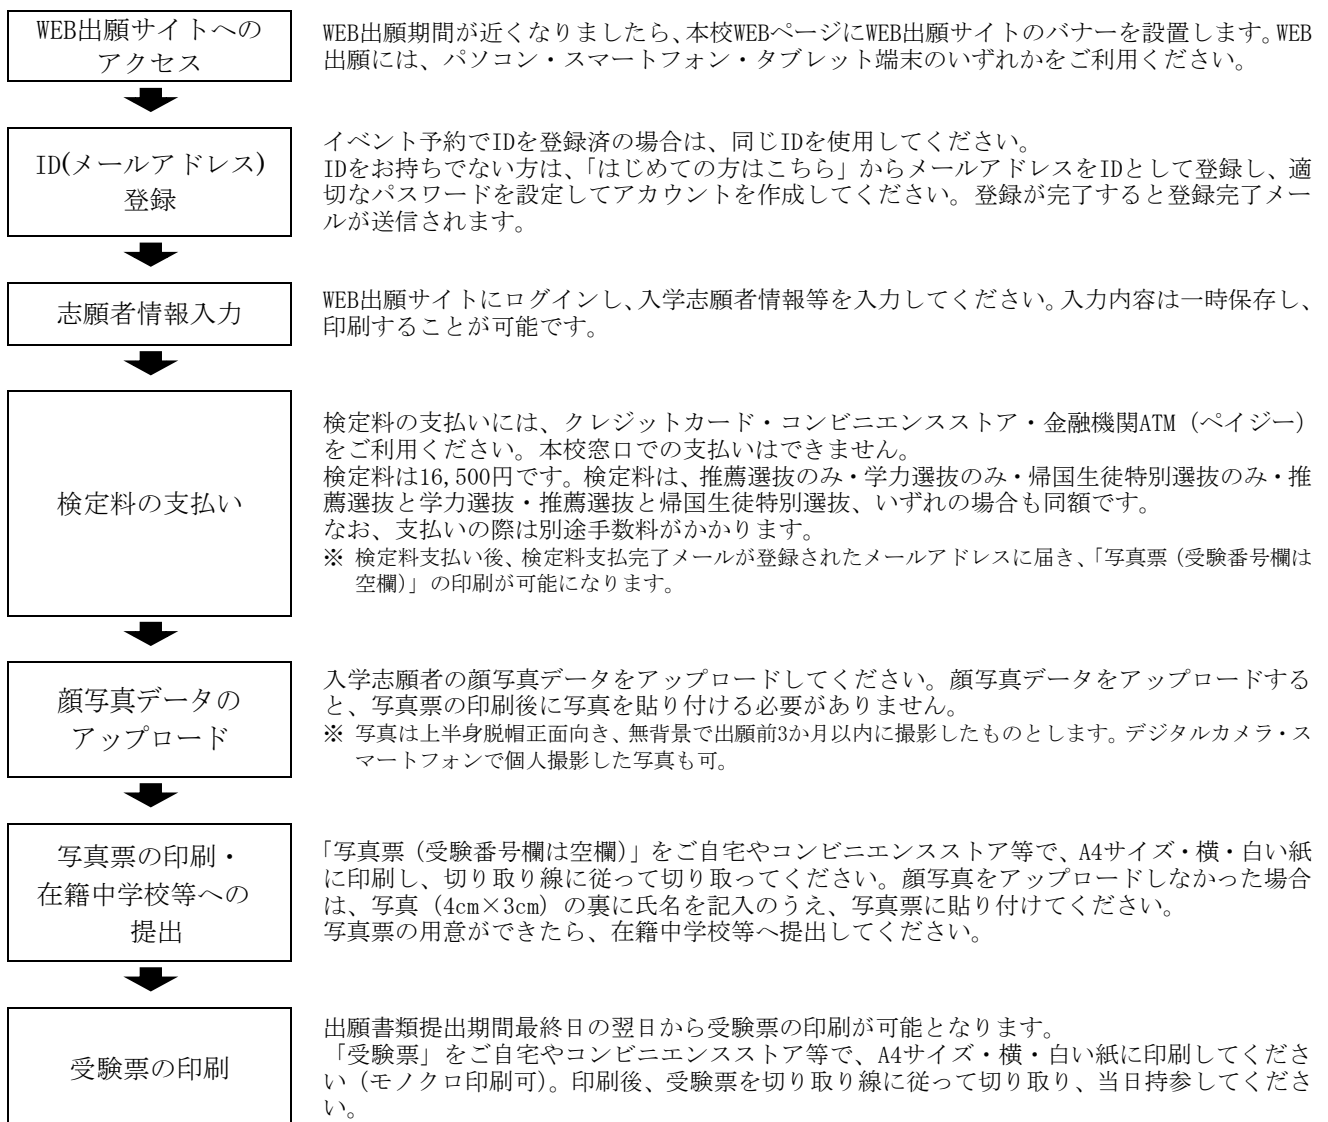 WEB出願サイトへの
アクセス
WEB出願期間が近くなりましたら、本校WEBページにWEB出願サイトのバナーを設置します。WEB
出願には、パソコン・スマートフォン・タブレット端末のいずれかをご利用ください。
ID(メールアドレス)
登録
イベント予約でIDを登録済の場合は、同じIDを使用してください。
IDをお持ちでない方は、「はじめての方はこちら」からメールアドレスをIDとして登録し、適
切なパスワードを設定してアカウントを作成してください。登録が完了すると登録完了メー
ルが送信されます。
志願者情報入力
WEB出願サイトにログインし、入学志願者情報等を入力してください。入力内容は一時保存し、
印刷することが可能です。
検定料の支払い
検定料の支払いには、クレジットカード・コンビニエンスストア・金融機関ATM（ペイジー）
をご利用ください。本校窓口での支払いはできません。
検定料は16,500円です。検定料は、推薦選抜のみ・学力選抜のみ・帰国生徒特別選抜のみ・推
薦選抜と学力選抜・推薦選抜と帰国生徒特別選抜、いずれの場合も同額です。
なお、支払いの際は別途手数料がかかります。
※ 検定料支払い後、検定料支払完了メールが登録されたメールアドレスに届き、「写真票（受験番号欄は
空欄）」の印刷が可能になります。
顔写真データの
アップロード
入学志願者の顔写真データをアップロードしてください。顔写真データをアップロードする
と、写真票の印刷後に写真を貼り付ける必要がありません。
※ 写真は上半身脱帽正面向き、無背景で出願前3か月以内に撮影したものとします。デジタルカメラ・ス
マートフォンで個人撮影した写真も可。
写真票の印刷・
在籍中学校等への
提出
「写真票（受験番号欄は空欄）」をご自宅やコンビニエンスストア等で、A4サイズ・横・白い紙
に印刷し、切り取り線に従って切り取ってください。顔写真をアップロードしなかった場合
は、写真（4cm×3cm）の裏に氏名を記入のうえ、写真票に貼り付けてください。
写真票の用意ができたら、在籍中学校等へ提出してください。
受験票の印刷
出願書類提出期間最終日の翌日から受験票の印刷が可能となります。
「受験票」をご自宅やコンビニエンスストア等で、A4サイズ・横・白い紙に印刷してくださ
い（モノクロ印刷可）。印刷後、受験票を切り取り線に従って切り取り、当日持参してくださ
い。